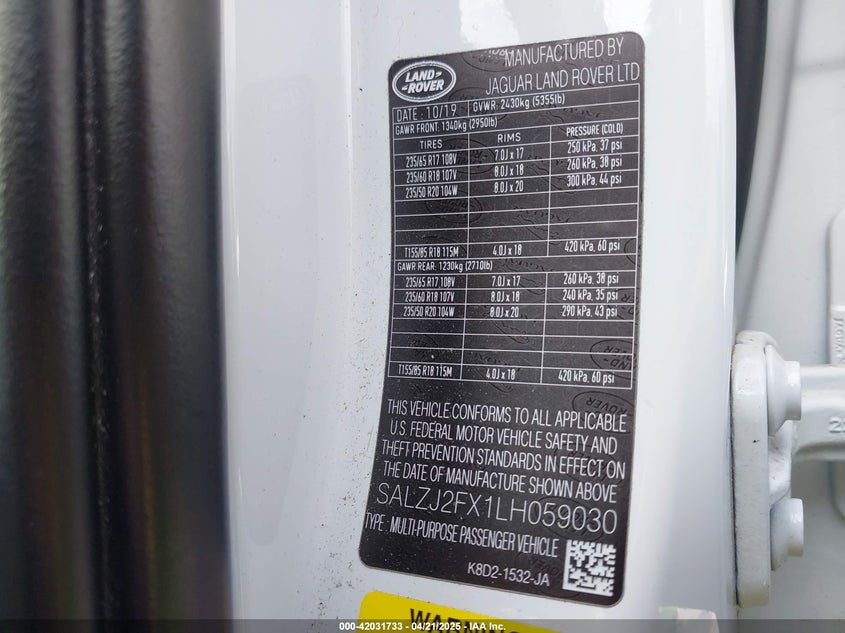 LAND
ROVER
MANUFACTURED BY
JAGUAR LAND ROVER LTD
DATE : 10/19 GVWR: 2430kg (5355lb)
GAWR FRONT: 1340kg (2950lb)
TIRES RIMS PRESSURE (COLD)
235/65 R17 108V 7.0J x 17 250 kPa, 37 psi
235/60 R18 107V 8.0J x 18 260 kPa, 38 psi
235/50 R20 104W 8.0J x 20 300 kPa, 44 psi
T155/85 R18 115M 4.0J x 18 420 kPa, 60 psi
GAWR REAR: 1230kg (2710lb)
235/65 R17 108V 7.0J x 17 260 kPa, 38 psi
235/60 R18 107V 8.0J x 18 240 kPa, 35 psi
235/50 R20 104W 8.0J x 20 290 kPa, 43 psi
T155/85 R18 115M 4.0J x 18 420 kPa, 60 psi
THIS VEHICLE CONFORMS TO ALL APPLICABLE
U.S. FEDERAL MOTOR VEHICLE SAFETY AND
THEFT PREVENTION STANDARDS IN EFFECT ON
THE DATE OF MANUFACTURE SHOWN ABOVE
SALZJ2FX1LH059030
TYPE : MULTI-PURPOSE PASSENGER VEHICLE
K8D2-1532-JA
WARNING
000-42031733 - 04/21/2025 - IAA Inc.